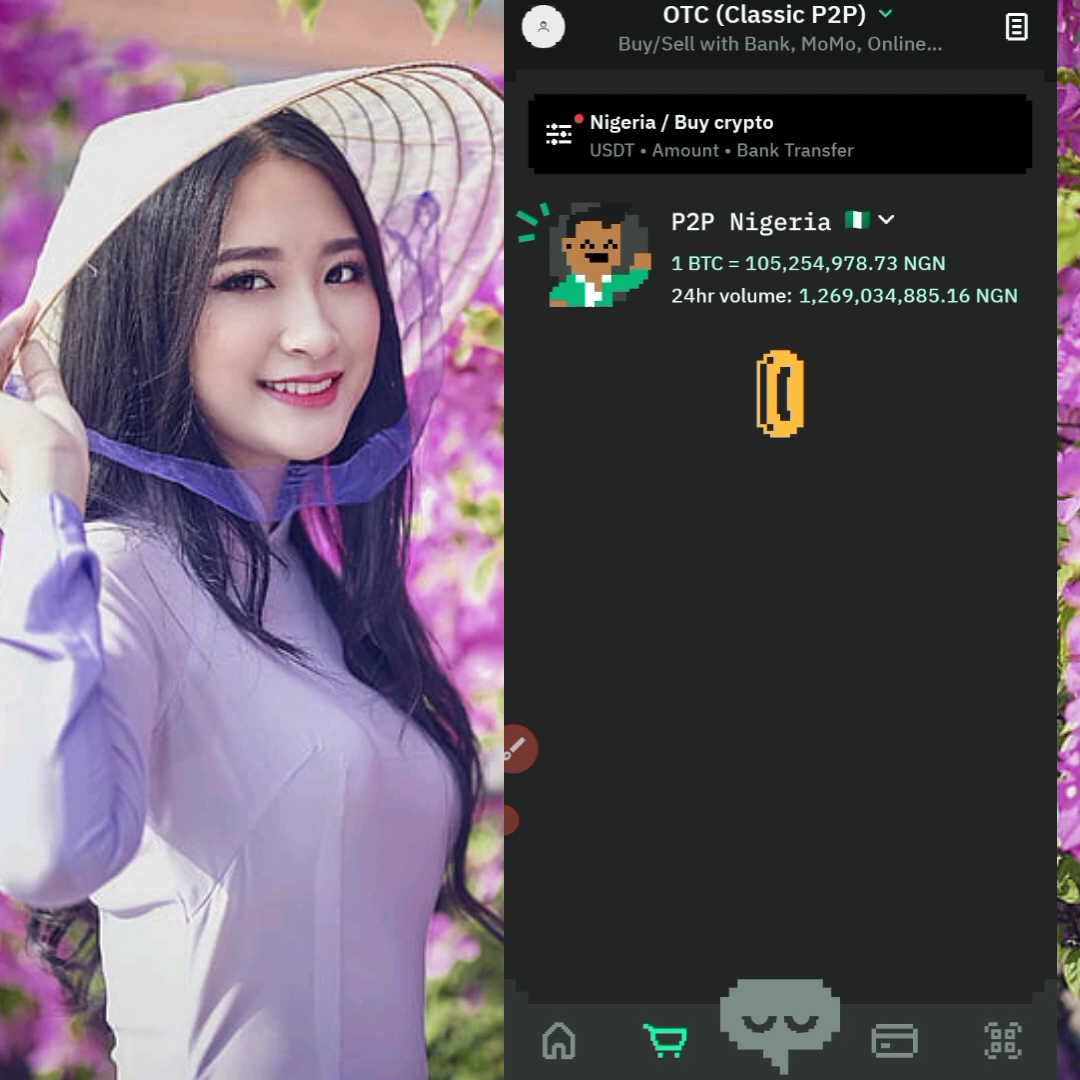 OTC (Classic P2P)
Buy/Sell with Bank, MoMo, Online...
Nigeria / Buy crypto
USDT • Amount • Bank Transfer
P2P Nigeria 🇳🇬
1 BTC = 105,254,978.73 NGN
24hr volume: 1,269,034,885.16 NGN